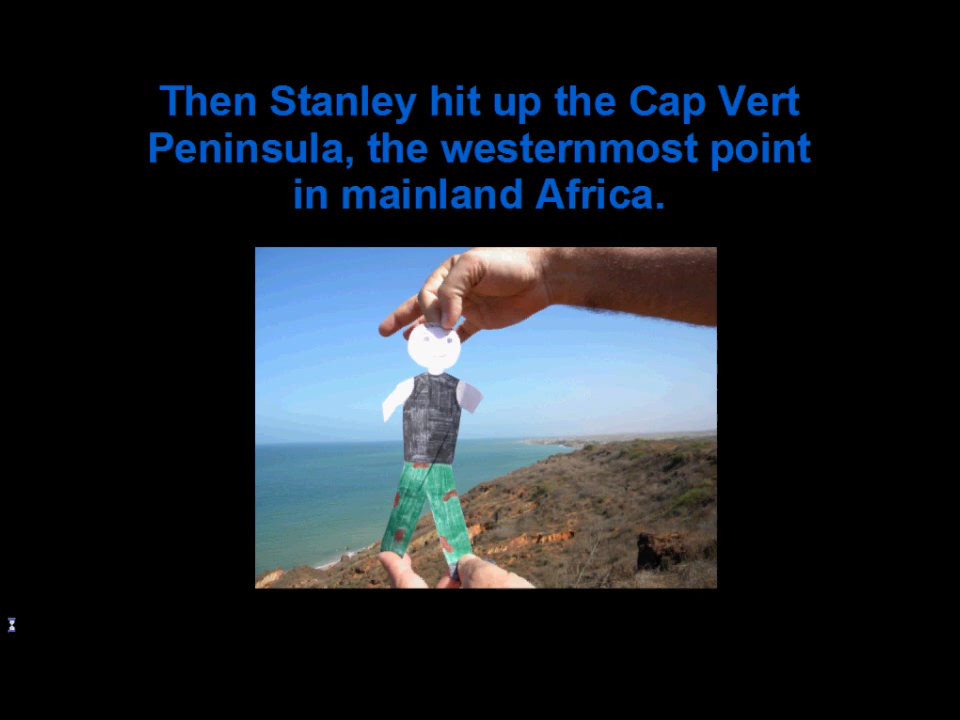 Then Stanley hit up the Cap Vert
Peninsula, the westernmost point
in mainland Africa.